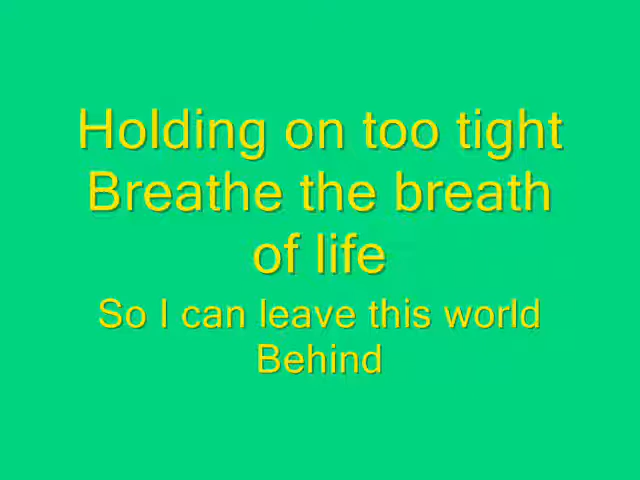 Holding on too tight
Breathe the breath
of life
So I can leave this world
Behind